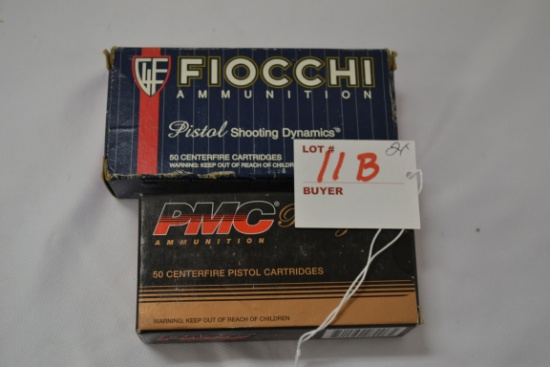 FIOCCHI
AMMUNITION
Pistol Shooting Dynamics®
50 CENTERFIRE CARTRIDGES
WARNING: KEEP OUT OF REACH OF CHILDREN
LOT #
11 B
BUYER
PMC
AMMUNITION
50 CENTERFIRE PISTOL CARTRIDGES
WARNING: KEEP OUT OF REACH OF CHILDREN